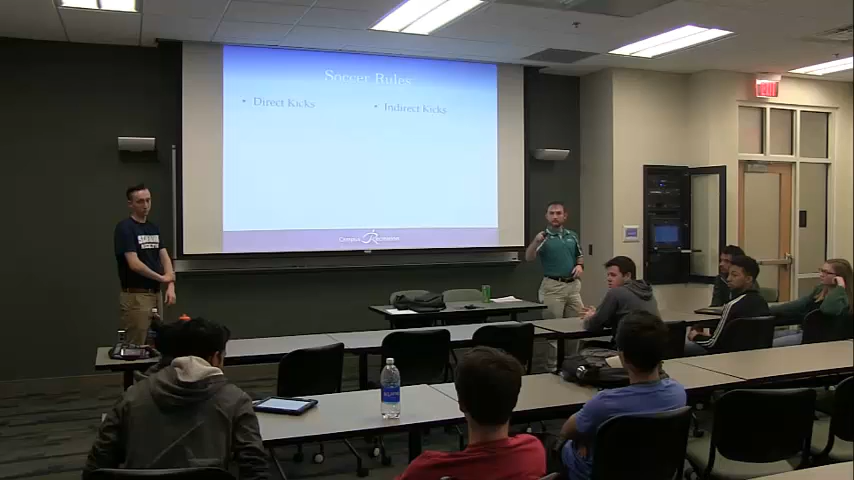 Soccer Rules
• Direct Kicks
• Indirect Kicks
Campus Recreation
EXIT